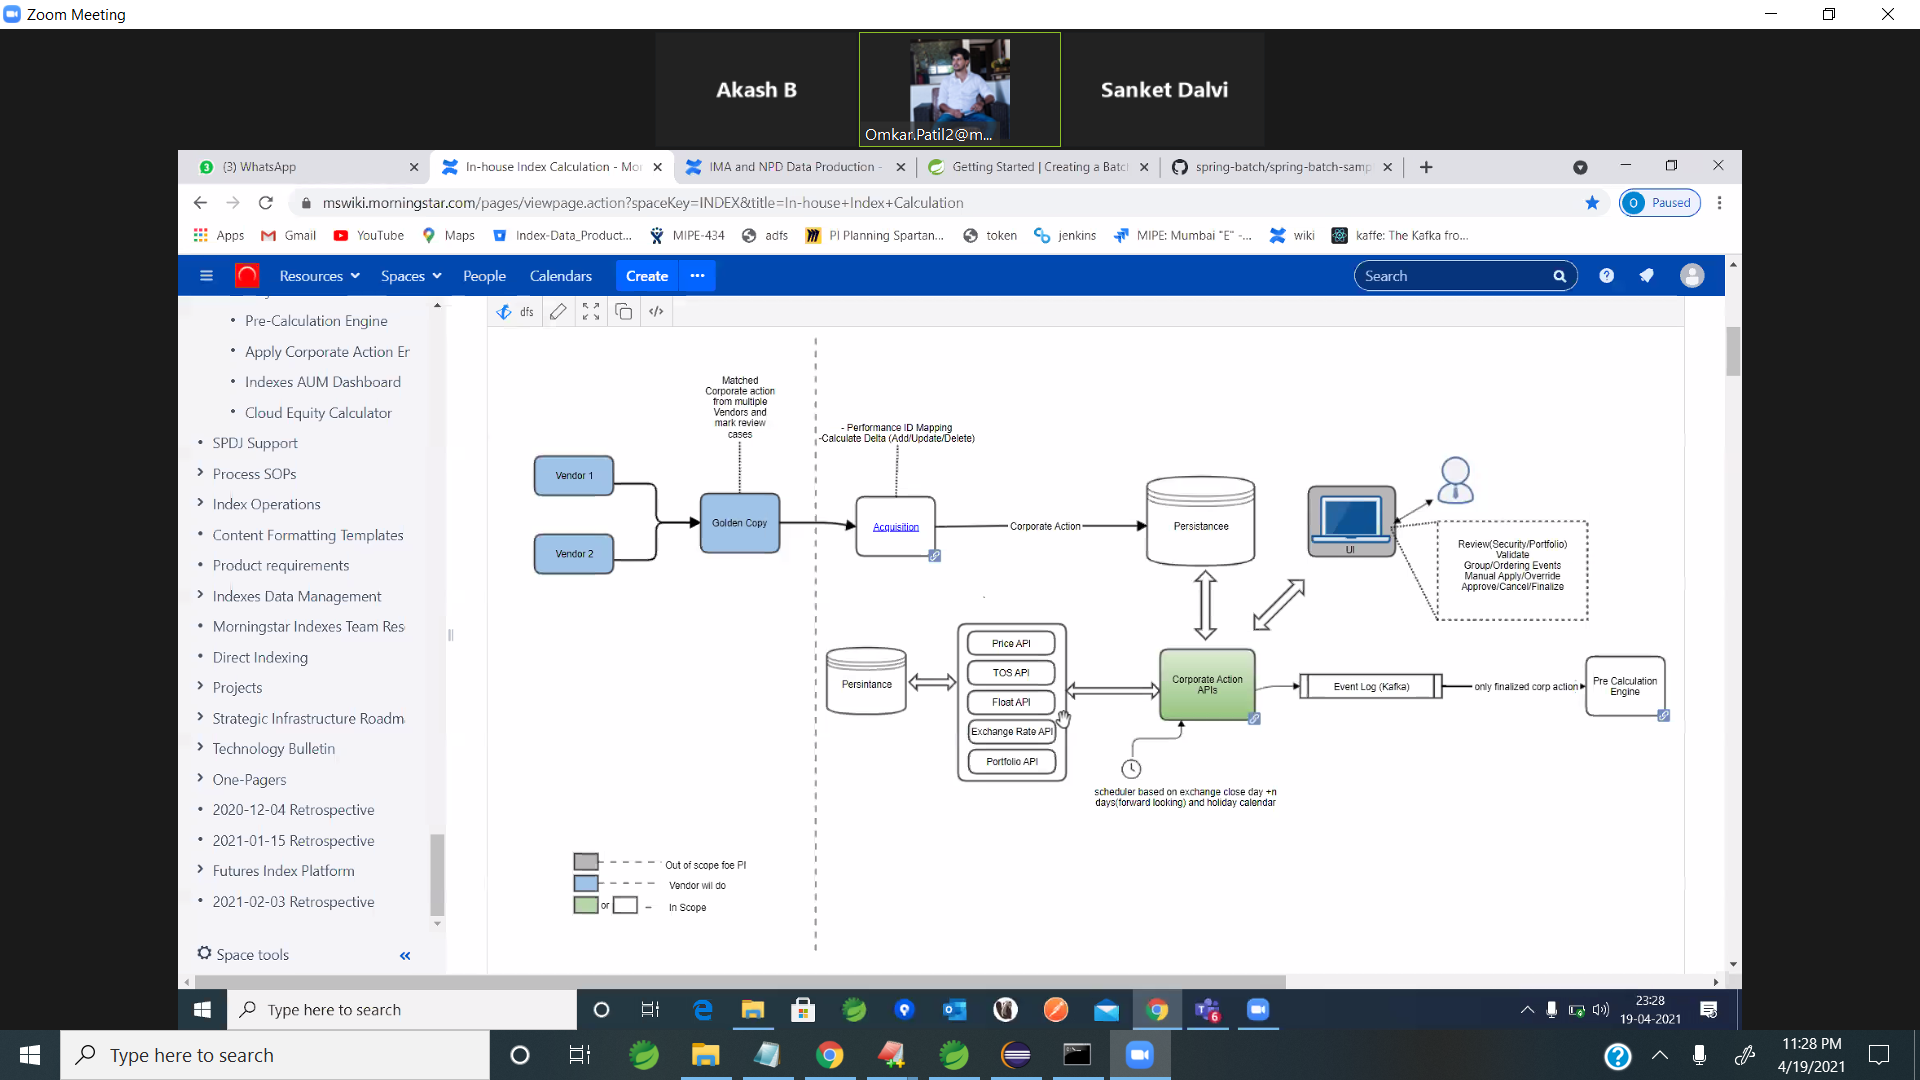 Zoom Meeting
Akash B
Omkar.Patil2@m...
Sanket Dalvi
(3) WhatsApp
In-house Index Calculation - Mo
IMA and NPD Data Production -
Getting Started | Creating a Batc
spring-batch/spring-batch-samp
mswiki.morningstar.com/pages/viewpage.action?spaceKey=INDEX&title=In-house+Index+Calculation
O Paused
Apps
Gmail
YouTube
Maps
Index-Data_Product...
MIPE-434
adfs
PI Planning Spartan...
token
jenkins
MIPE: Mumbai "E" -...
wiki
kaffe: The Kafka fro...
Resources
Spaces
People
Calendars
Create
Search
dfs
Pre-Calculation Engine
Apply Corporate Action Er
Indexes AUM Dashboard
Cloud Equity Calculator
SPDJ Support
Process SOPs
Index Operations
Content Formatting Templates
Product requirements
Indexes Data Management
Morningstar Indexes Team Res
Direct Indexing
Projects
Strategic Infrastructure Roadm
Technology Bulletin
One-Pagers
2020-12-04 Retrospective
2021-01-15 Retrospective
Futures Index Platform
2021-02-03 Retrospective
Space tools
Matched
Corporate action
from multiple
Vendors and
mark review
cases
- Performance ID Mapping
-Calculate Delta (Add/Update/Delete)
Vendor 1
Vendor 2
Golden Copy
Acquisition
Corporate Action
Persistancee
UI
Review(Security/Portfolio)
Validate
Group/Ordering Events
Manual Apply/Override
Approve/Cancel/Finalize
Persintance
Price API
TOS API
Float API
Exchange Rate API
Portfolio API
Corporate Action
APIs
Event Log (Kafka)
only finalized corp action
Pre Calculation
Engine
scheduler based on exchange close day +n
days(forward looking) and holiday calendar
Out of scope foe PI
Vendor wil do
or
In Scope
Type here to search
6
23:28
19-04-2021
Type here to search
11:28 PM
4/19/2021